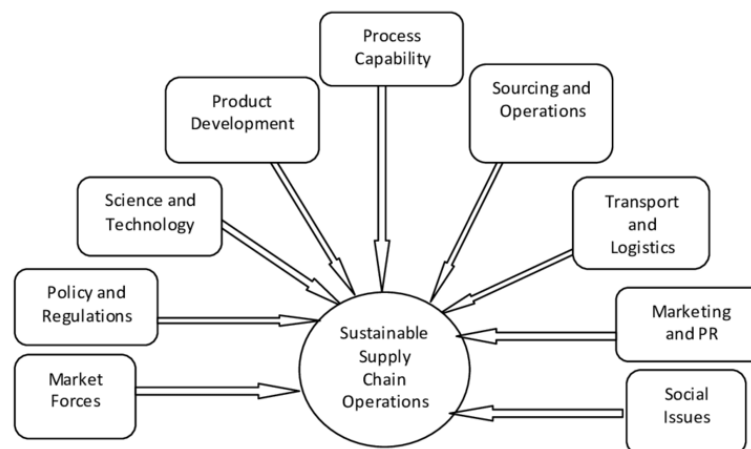 Process
Capability
Product
Development
Sourcing and
Operations
Science and
Technology
Transport
and
Logistics
Policy and
Regulations
Marketing
and PR
Market
Forces
Social
Issues
Sustainable
Supply
Chain
Operations